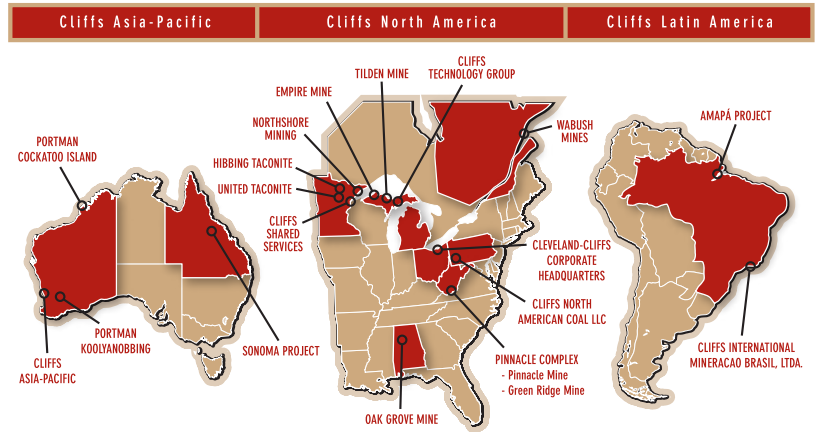 Cliffs Asia-Pacific
Cliffs North America
Cliffs Latin America
PORTMAN
COCKATOO ISLAND
CLIFFS
ASIA-PACIFIC
PORTMAN
KOOLYANOBBING
SONOMA PROJECT
CLIFFS
TECHNOLOGY GROUP
TILDEN MINE
EMPIRE MINE
NORTHSHORE
MINING
HIBBING TACONITE
UNITED TACONITE
CLIFFS
SHARED
SERVICES
WABUSH
MINES
CLEVELAND-CLIFFS
CORPORATE
HEADQUARTERS
CLIFFS NORTH
AMERICAN COAL LLC
PINNACLE COMPLEX
- Pinnacle Mine
- Green Ridge Mine
OAK GROVE MINE
AMAPÁ PROJECT
CLIFFS INTERNATIONAL
MINERACAO BRASIL, LTDA.